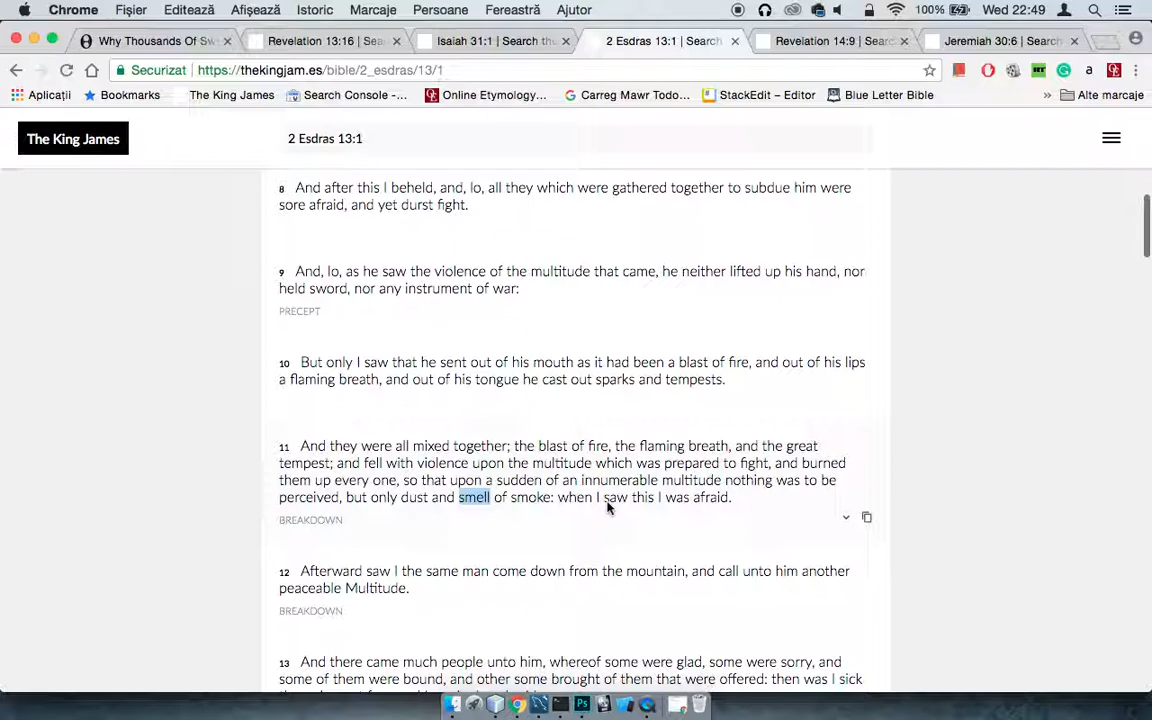 Chrome Fișier Editează Afișează Istoric Marcaje Persoane Fereastră Ajutor 100% Wed 22:49
Why Thousands Of Sw × Revelation 13:16 | Sea × Isaiah 31:1 | Search the × 2 Esdras 13:1 | Search × Revelation 14:9 | Searc × Jeremiah 30:6 | Search ×
Securizat | https://thekingjam.es/bible/2_esdras/13/1
Aplicații Bookmarks The King James Search Console -... Online Etymology... Carreg Mawr Todo... StackEdit – Editor Blue Letter Bible » Alte marcaje
The King James 2 Esdras 13:1
8 And after this I beheld, and, lo, all they which were gathered together to subdue him were
sore afraid, and yet durst fight.
9 And, lo, as he saw the violence of the multitude that came, he neither lifted up his hand, nor
held sword, nor any instrument of war:
PRECEPT
10 But only I saw that he sent out of his mouth as it had been a blast of fire, and out of his lips
a flaming breath, and out of his tongue he cast out sparks and tempests.
11 And they were all mixed together; the blast of fire, the flaming breath, and the great
tempest; and fell with violence upon the multitude which was prepared to fight, and burned
them up every one, so that upon a sudden of an innumerable multitude nothing was to be
perceived, but only dust and smell of smoke: when I saw this I was afraid.
BREAKDOWN
12 Afterward saw I the same man come down from the mountain, and call unto him another
peaceable Multitude.
BREAKDOWN
13 And there came much people unto him, whereof some were glad, some were sorry, and
some of them were bound, and other some brought of them that were offered: then was I sick